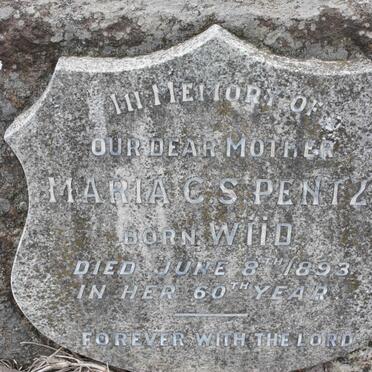 IN MEMORY OF
OUR DEAR MOTHER
MARIA C.S. PENTZ
BORN WIID
DIED JUNE 8TH 1893.
IN HER 60TH YEAR
FOREVER WITH THE LORD